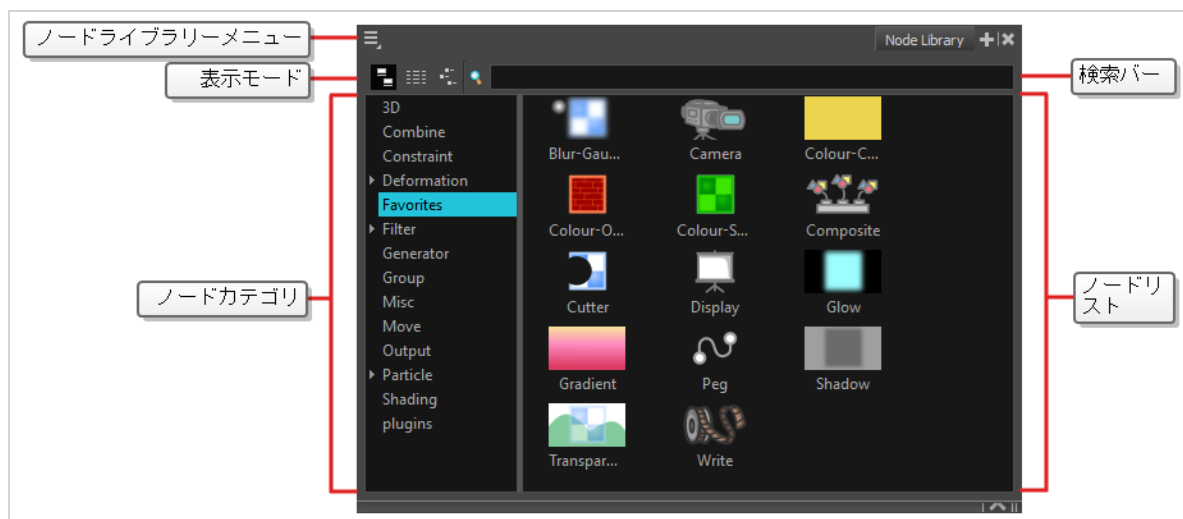 ノードライブラリーメニュー
Node Library
表示モード
検索バー
3D
Combine
Constraint
Deformation
Favorites
Filter
Generator
Group
Misc
Move
Output
Particle
Shading
plugins
ノードカテゴリ
Blur-Gau... Camera Colour-C...
Colour-O... Colour-S... Composite
Cutter Display Glow
Gradient Peg Shadow
Transpar... Write
ノードリ
スト